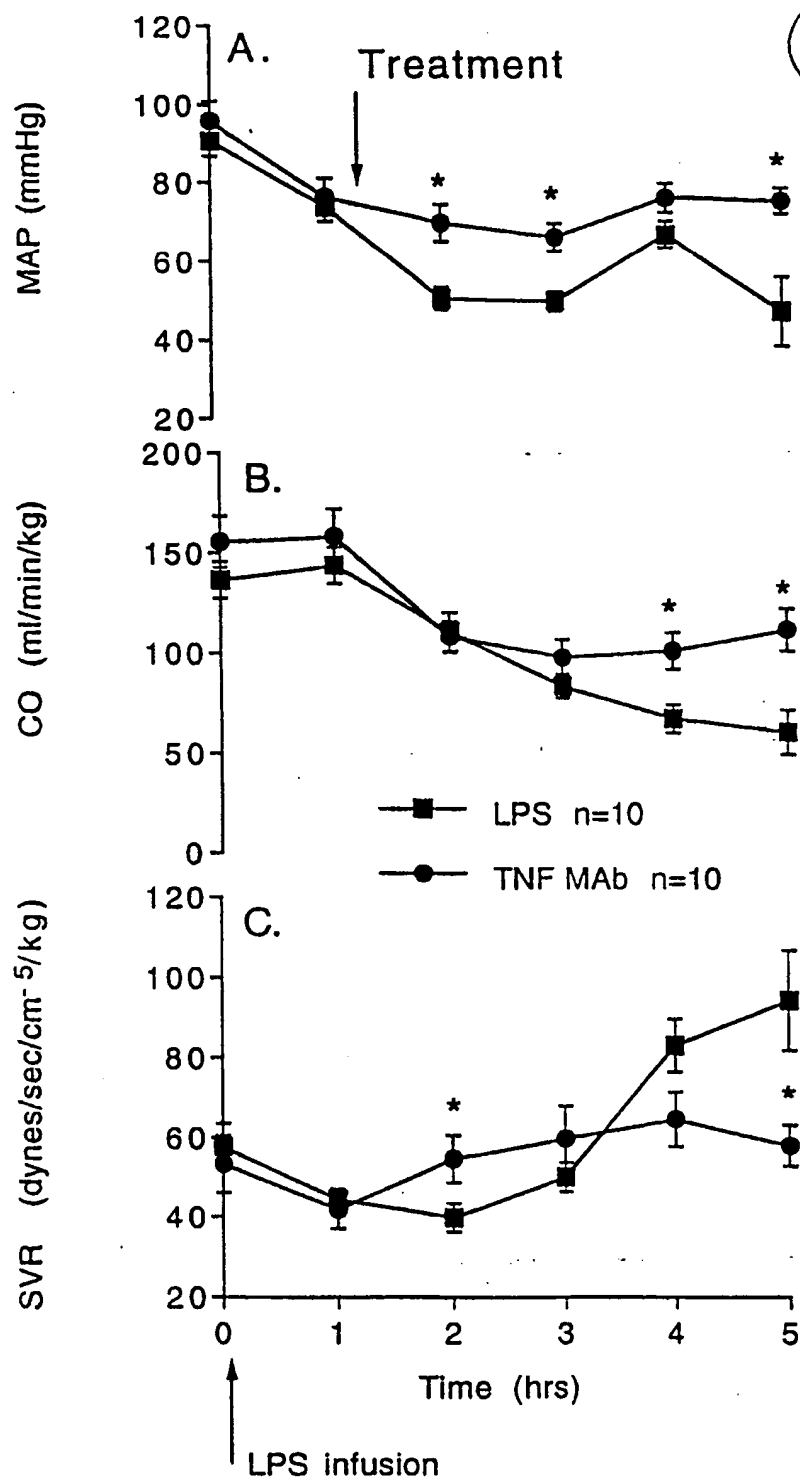 A.
Treatment
MAP (mmHg)
120
100
80
60
40
20
*
*
*
B.
CO (ml/min/kg)
200
150
100
50
0
*
*
LPS n=10
TNF MAb n=10
C.
SVR (dynes/sec/cm⁻⁵/kg)
120
100
80
60
40
20
*
*
0 1 2 3 4 5
Time (hrs)
LPS infusion